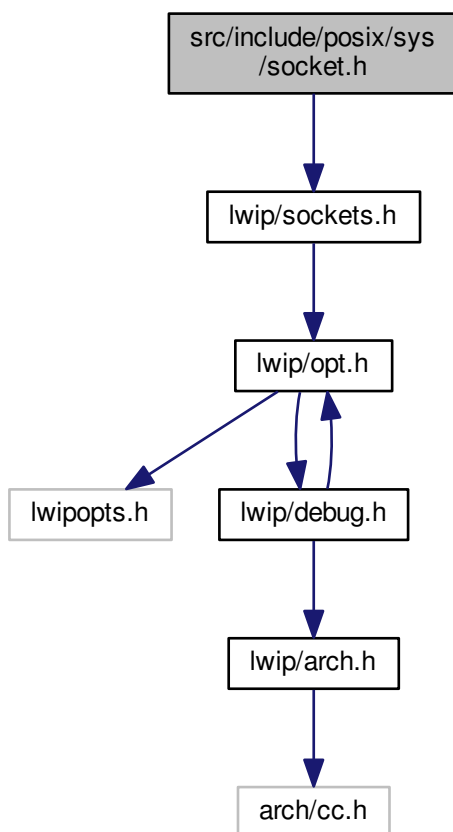 src/include/posix/sys
/socket.h
lwip/sockets.h
lwip/opt.h
lwipopts.h
lwip/debug.h
lwip/arch.h
arch/cc.h